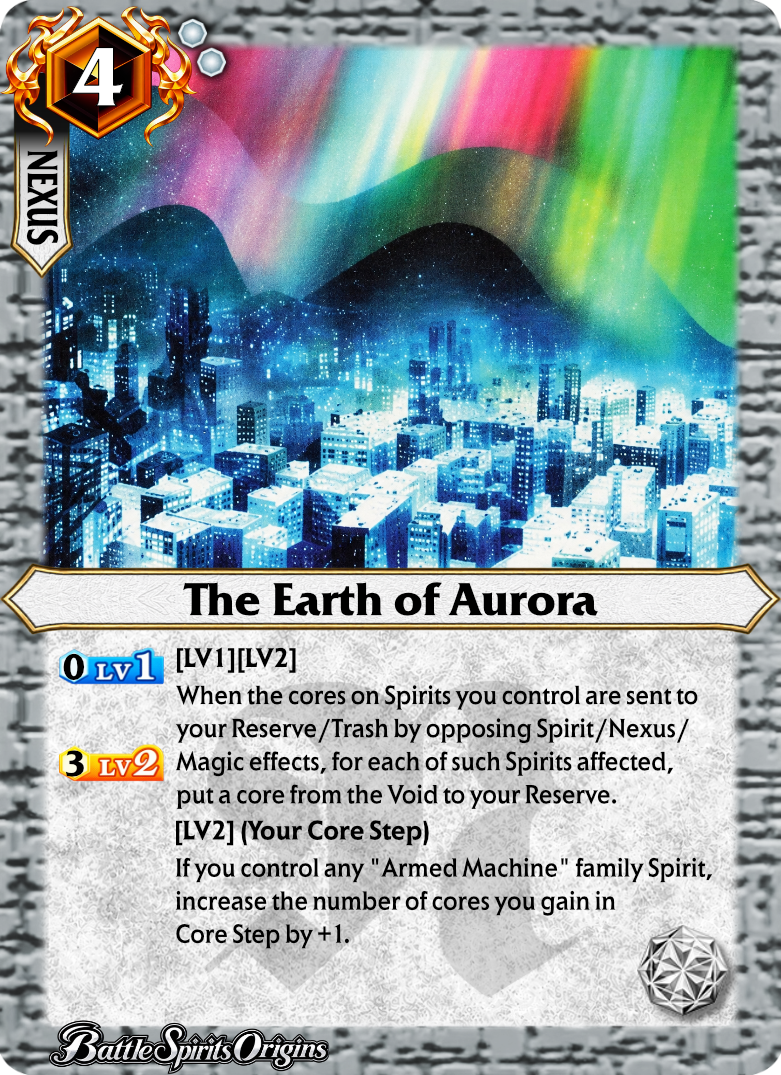 4
NEXUS
The Earth of Aurora
0 LV1
[LV1][LV2]
When the cores on Spirits you control are sent to
your Reserve/Trash by opposing Spirit/Nexus/
3 LV2
Magic effects, for each of such Spirits affected,
put a core from the Void to your Reserve.
[LV2] (Your Core Step)
If you control any "Armed Machine" family Spirit,
increase the number of cores you gain in
Core Step by +1.
Battle Spirits Origins